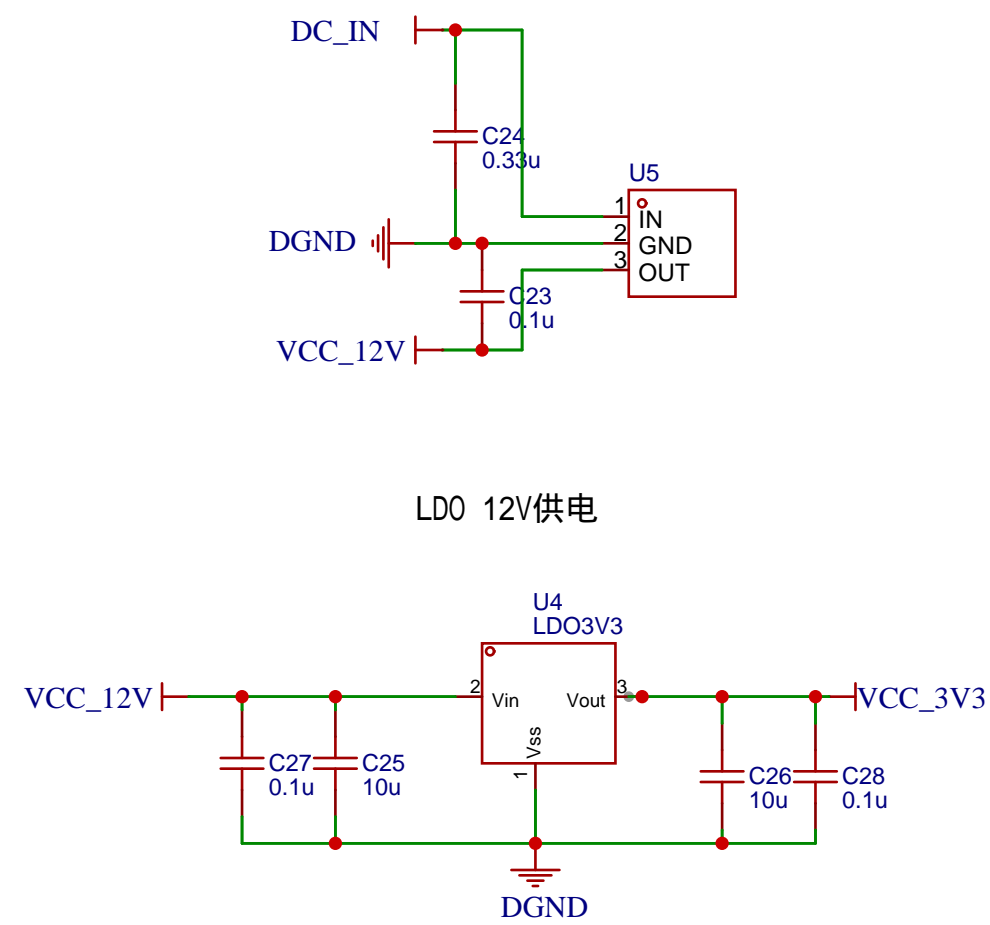 DC_IN
C24
0.33u
U5
1
IN
DGND
2
GND
3
OUT
C23
0.1u
VCC_12V
LDO 12V供电
U4
LDO3V3
VCC_12V
2
Vin
Vout
3
VCC_3V3
Vss
1
C27
0.1u
C25
10u
C26
10u
C28
0.1u
DGND